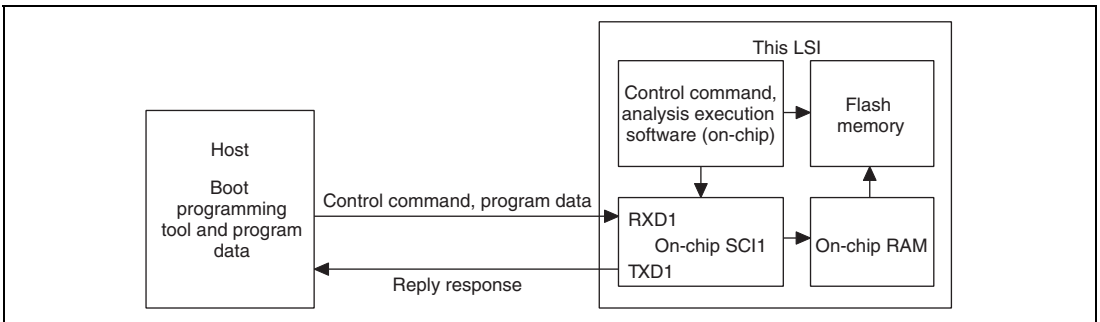 This LSI
Control command,
analysis execution
software (on-chip)
Flash
memory
Host
Boot
programming
tool and program
data
Control command, program data
RXD1
On-chip SCI1
TXD1
On-chip RAM
Reply response